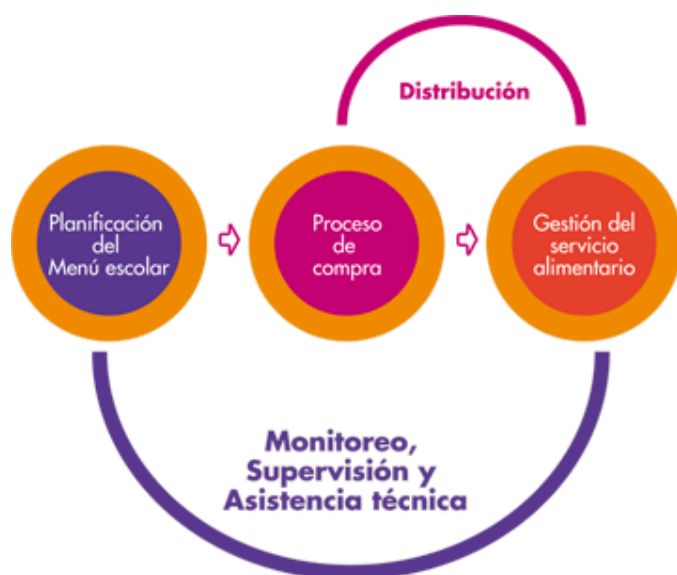 Distribución
Planificación
del
Menú escolar
Proceso
de
compra
Gestión del
servicio
alimentario
Monitoreo,
Supervisión y
Asistencia técnica